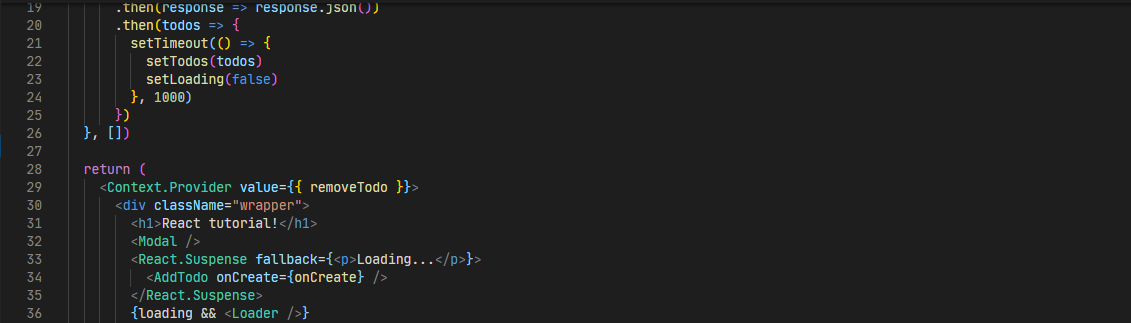 19 .then(response => response.json())
20 .then(todos => {
21 setTimeout(() => {
22 setTodos(todos)
23 setLoading(false)
24 }, 1000)
25 })
26 }, [])
27
28 return (
29 <Context.Provider value={{ removeTodo }}>
30 <div className="wrapper">
31 <h1>React tutorial!</h1>
32 <Modal />
33 <React.Suspense fallback={<p>Loading...</p>}>
34 <AddTodo onCreate={onCreate} />
35 </React.Suspense>
36 {loading && <Loader />}